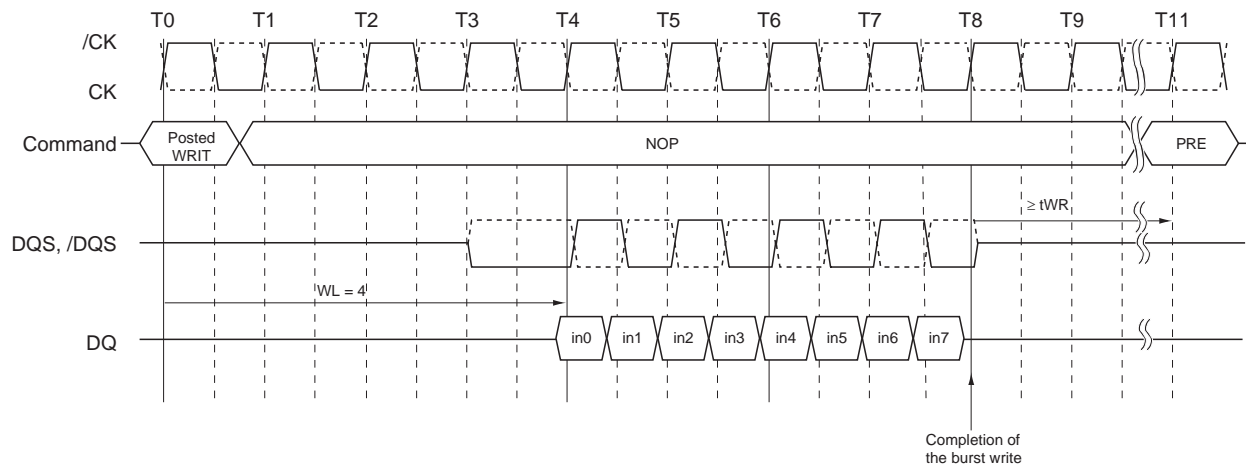 T0 T1 T2 T3 T4 T5 T6 T7 T8 T9 T11
/CK
CK
Command
Posted
WRIT
NOP
PRE
≥ tWR
DQS, /DQS
WL = 4
DQ
in0 in1 in2 in3 in4 in5 in6 in7
Completion of
the burst write